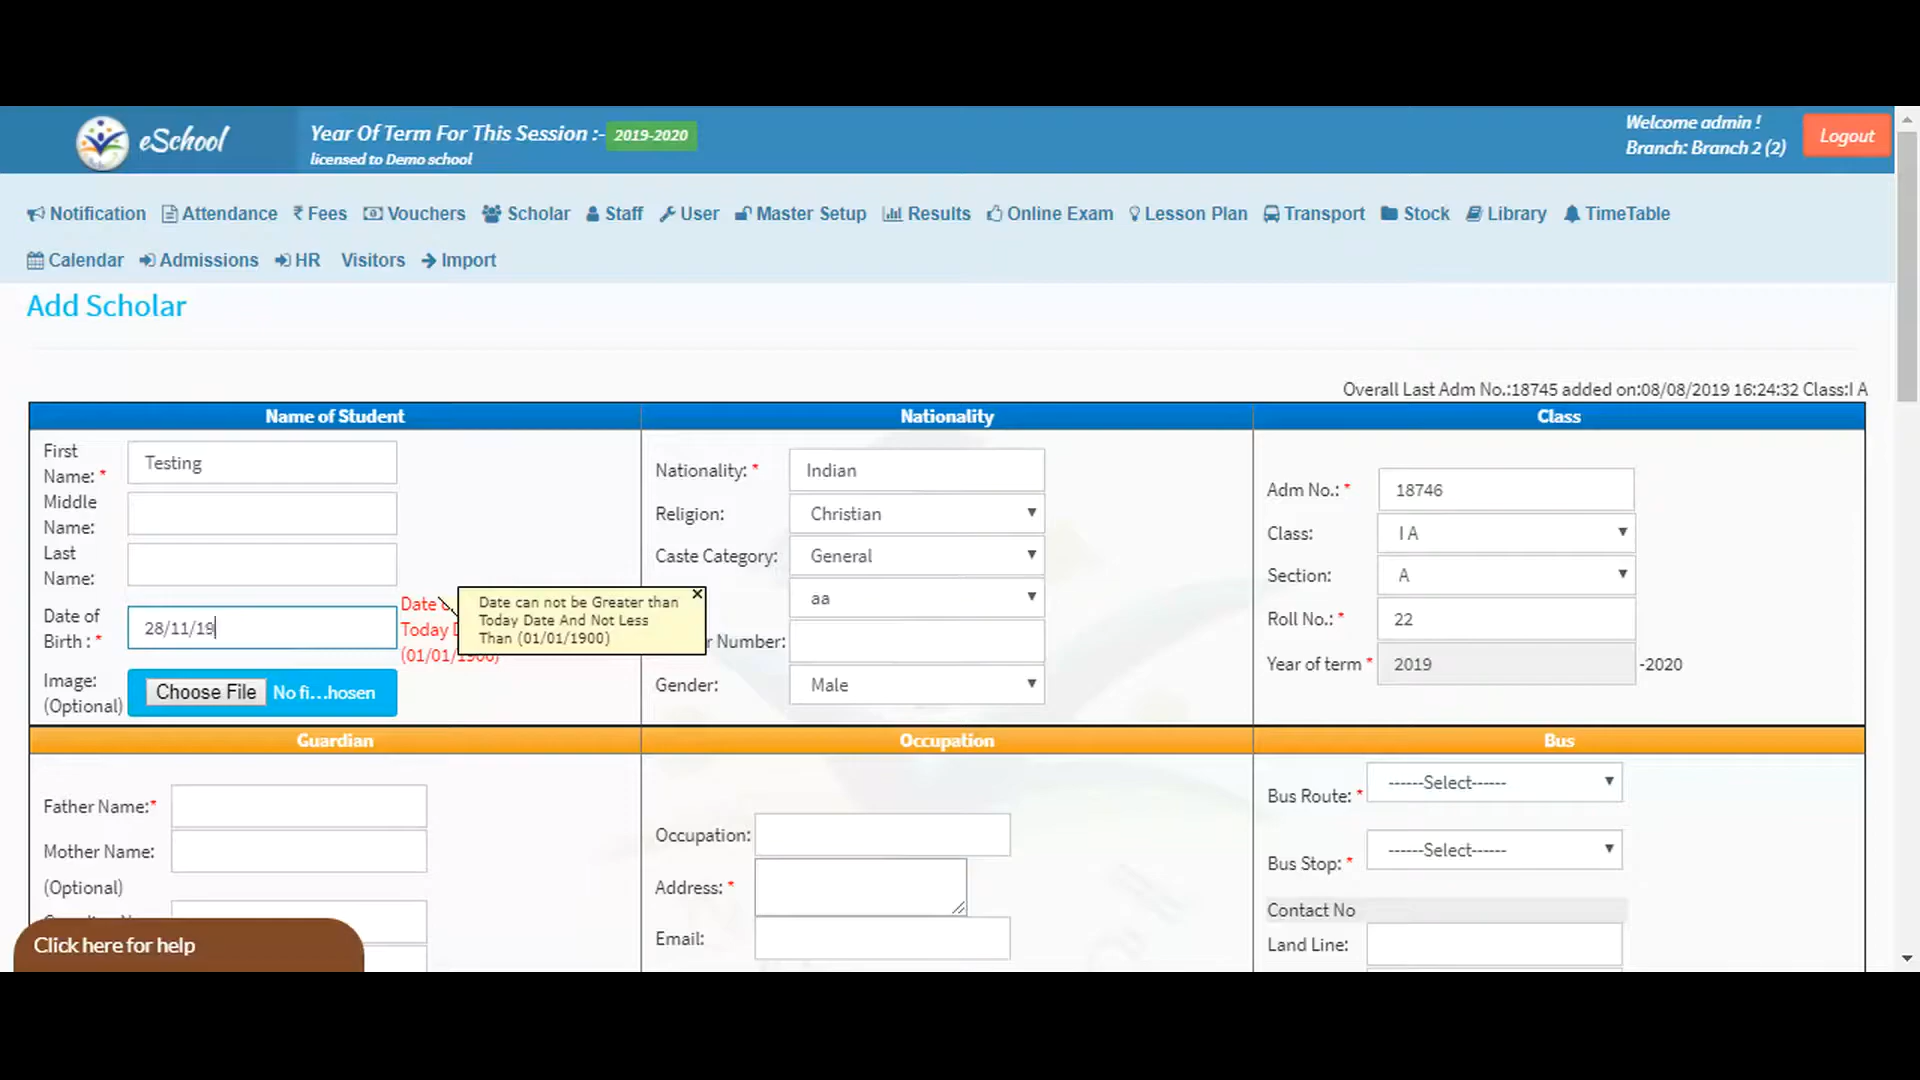 eSchool
Year Of Term For This Session :- 2019-2020
licensed to Demo school
Welcome admin !
Branch: Branch 2 (2)
Logout
Notification Attendance ₹ Fees Vouchers Scholar Staff User Master Setup Results Online Exam Lesson Plan Transport Stock Library TimeTable
Calendar Admissions HR Visitors Import
Add Scholar
Overall Last Adm No.:18745 added on:08/08/2019 16:24:32 Class:I A
Name of Student
First
Name: *
Testing
Middle
Name:
Last
Name:
Date of
Birth : *
28/11/19
Date
Today
(01/01/1900)
Date can not be Greater than
Today Date And Not Less
Than (01/01/1900)
x
Image:
(Optional)
Choose File No fi...hosen
Nationality
Nationality: * Indian
Religion: Christian
Caste Category: General
aa
Number:
Gender: Male
Class
Adm No.: * 18746
Class: I A
Section: A
Roll No.: * 22
Year of term * 2019 -2020
Guardian
Father Name:*
Mother Name:
(Optional)
Click here for help
Occupation
Occupation:
Address: *
Email:
Bus
Bus Route: * ------Select------
Bus Stop: * ------Select------
Contact No
Land Line: